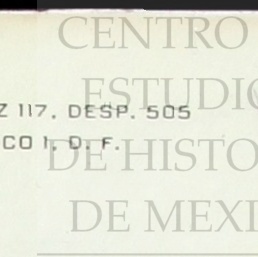 CENTRO
ESTUDIO
Z 117, DESP. 505
CO 1, D. F.
DE HISTO
DE MEXI